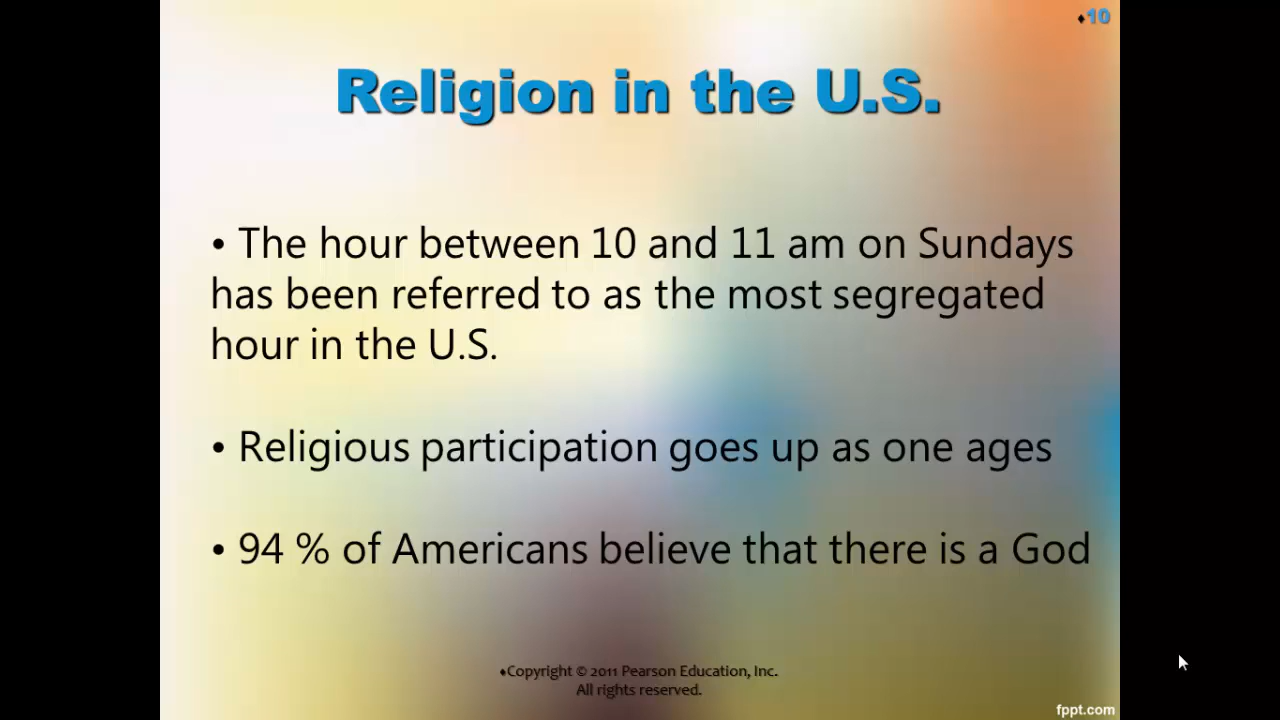 ♦10
Religion in the U.S.
• The hour between 10 and 11 am on Sundays
has been referred to as the most segregated
hour in the U.S.
• Religious participation goes up as one ages
• 94 % of Americans believe that there is a God
♦Copyright © 2011 Pearson Education, Inc.
All rights reserved.
fppt.com